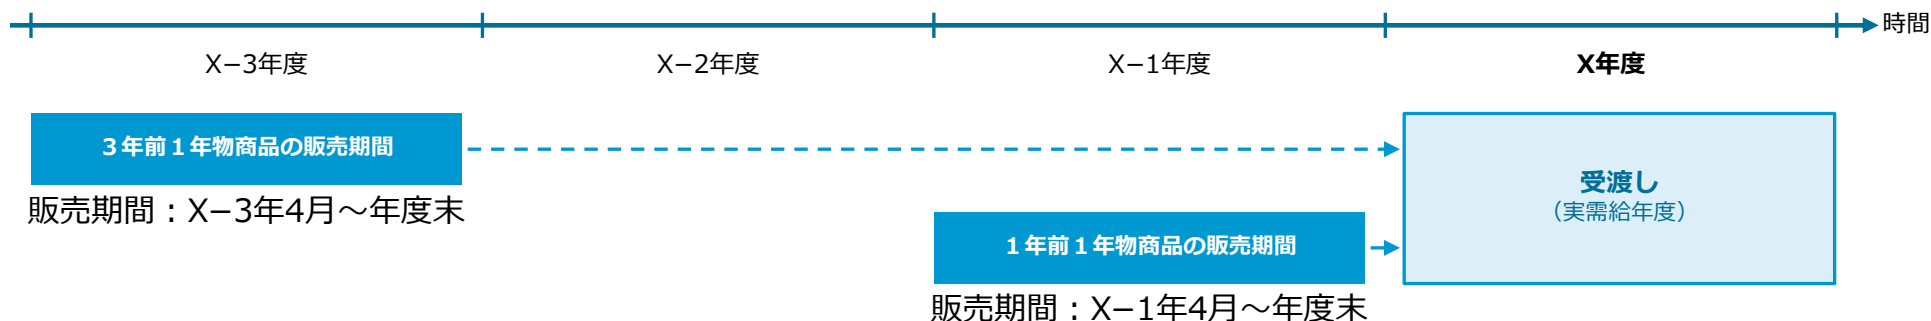 時間
X−3年度
X−2年度
X−1年度
X年度
３年前１年物商品の販売期間
販売期間：X−3年4月～年度末
受渡し
（実需給年度）
１年前１年物商品の販売期間
販売期間：X−1年4月～年度末